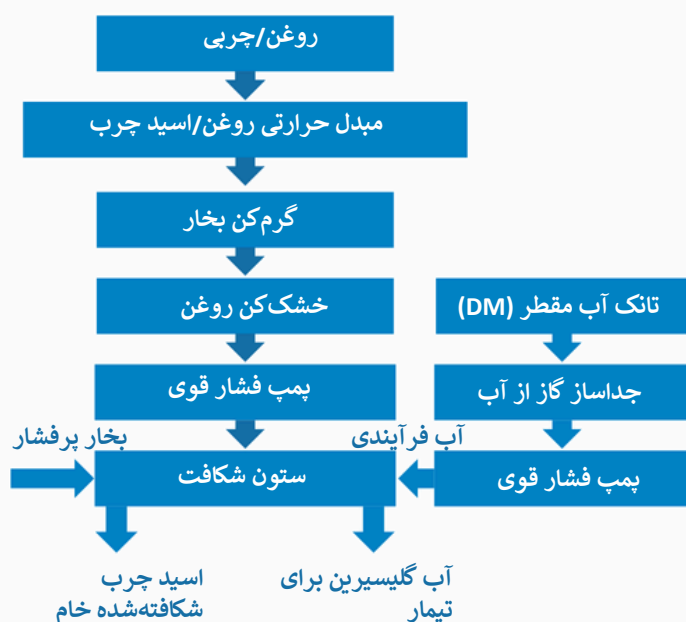 روغن/چربی
مبدل حرارتی روغن/اسید چرب
گرم‌کن بخار
خشک‌کن روغن
تانک آب مقطر (DM)
پمپ فشار قوی
جداساز گاز از آب
بخار پرفشار
آب فرآیندی
ستون شکافت
پمپ فشار قوی
آب گلیسیرین برای
تیمار
اسید چرب
شکافته‌شده خام